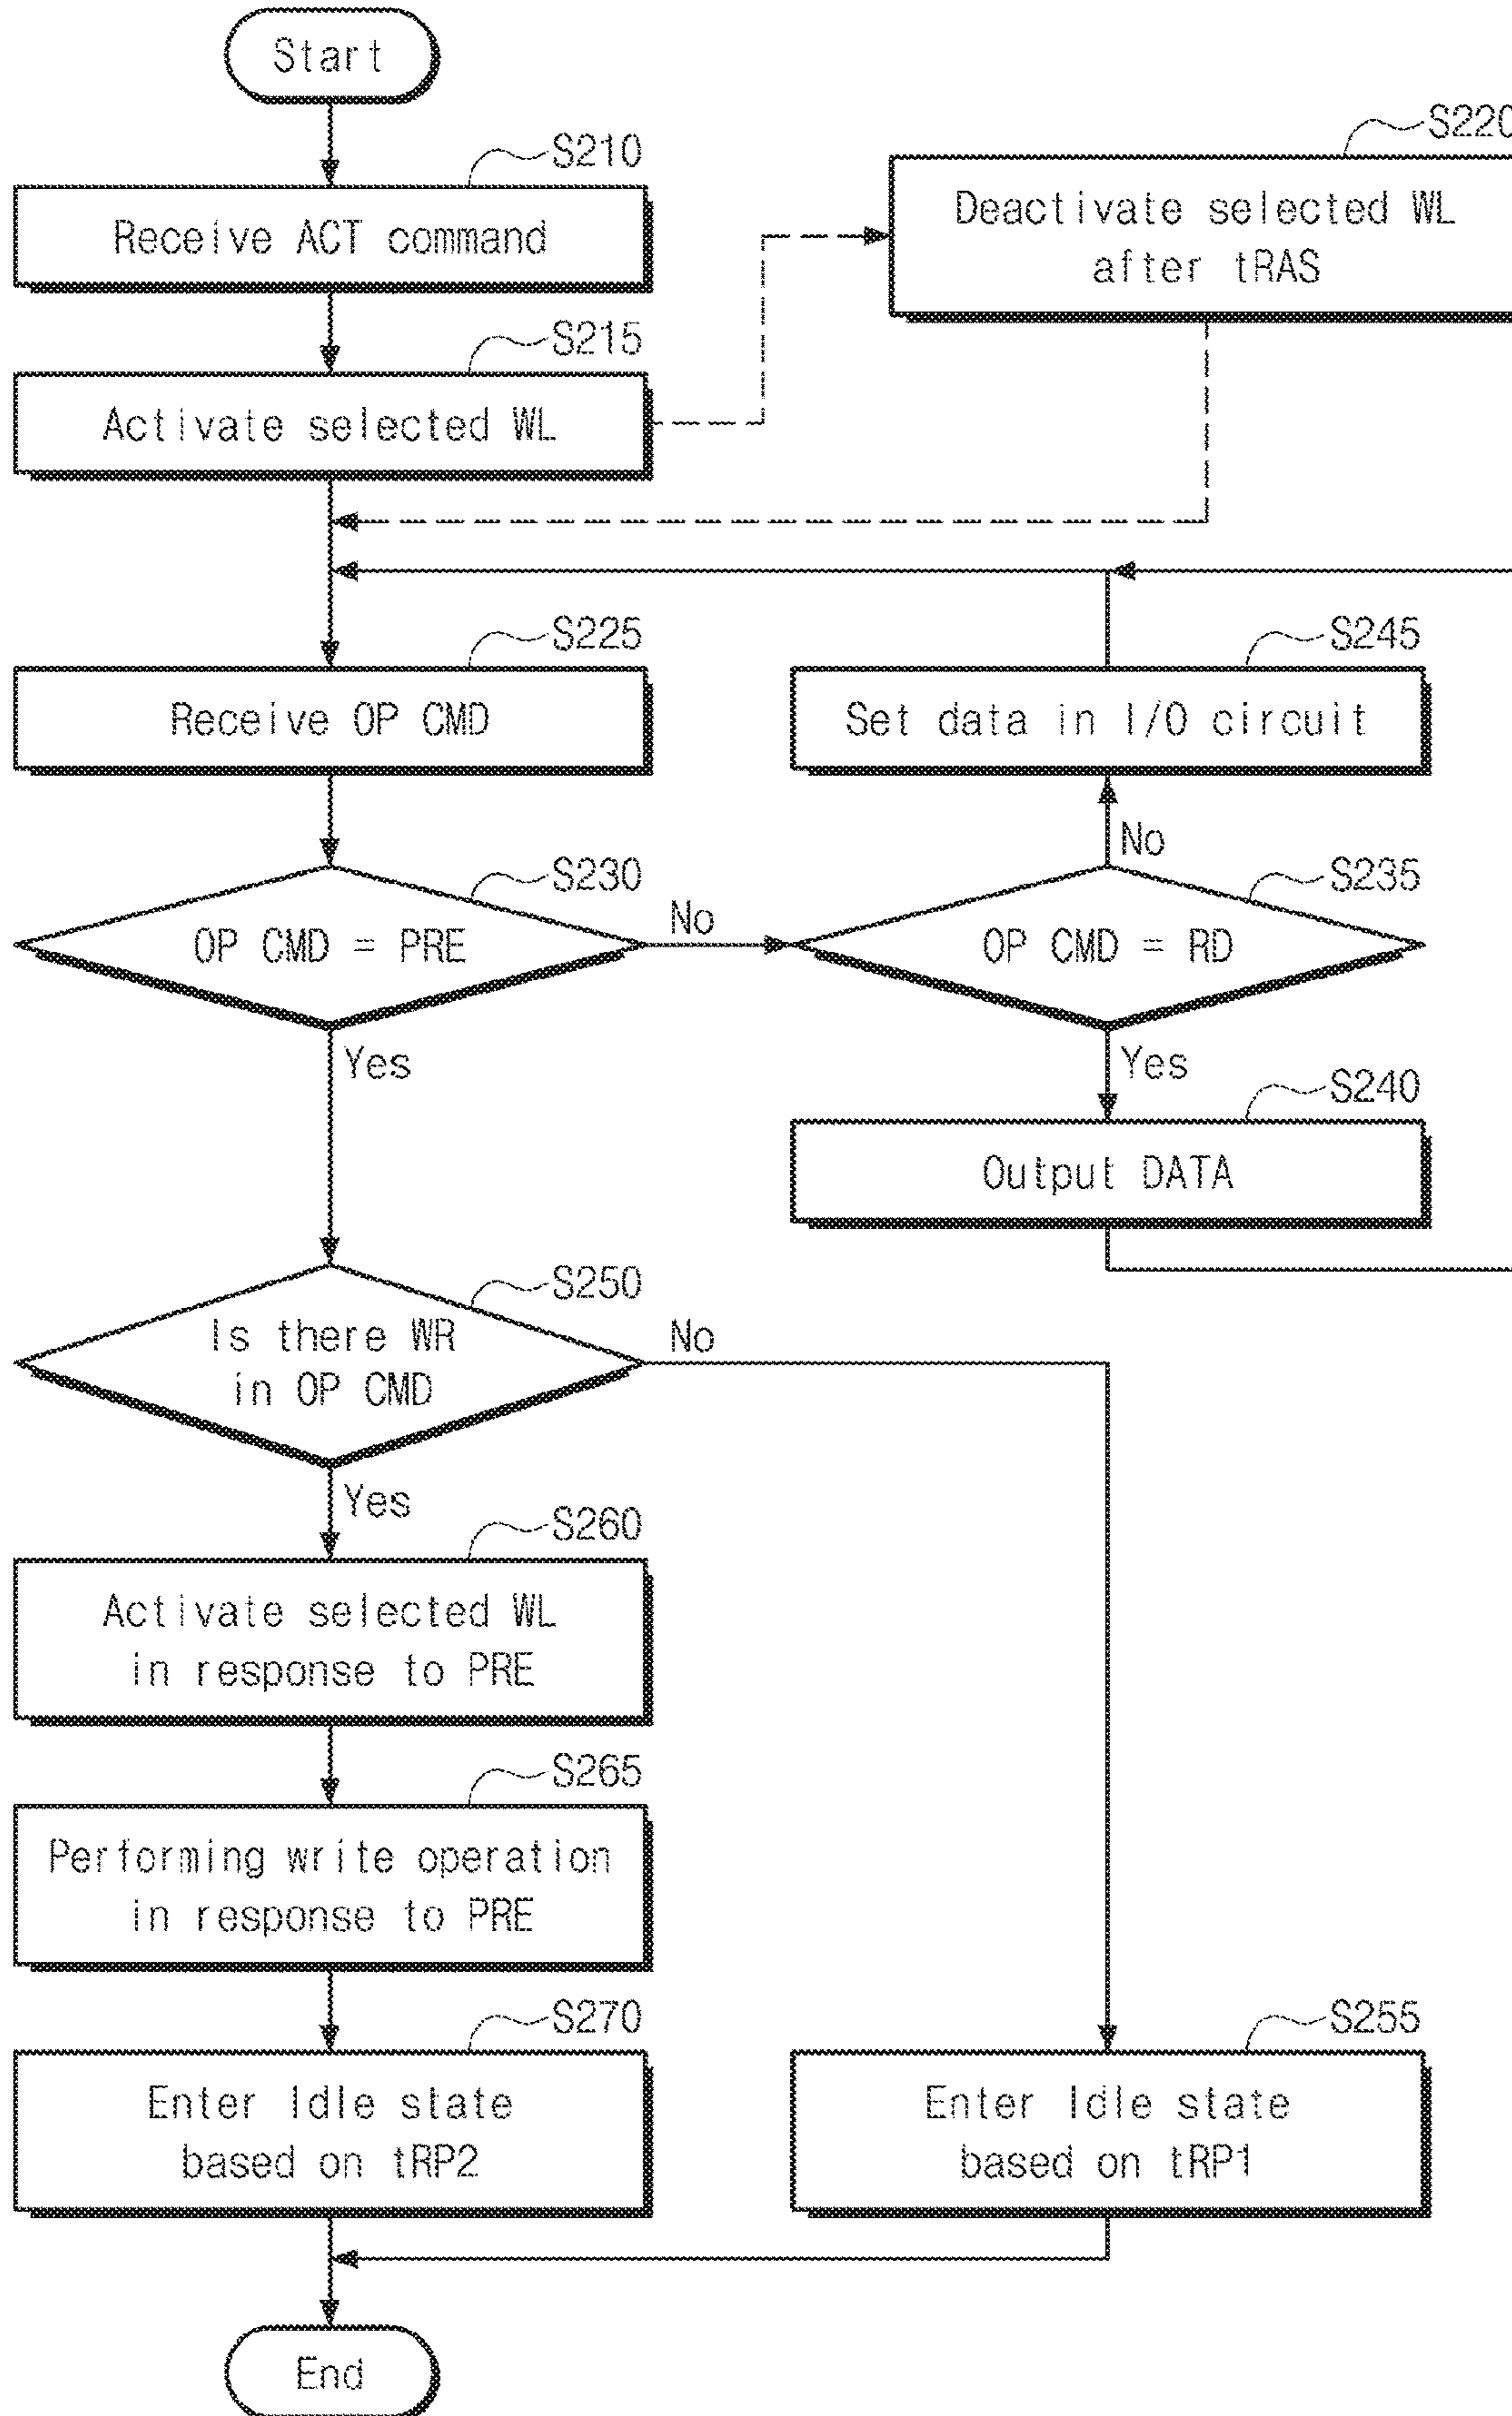 Start
S210
Receive ACT command
S220
Deactivate selected WL
after tRAS
S215
Activate selected WL
S225
Receive OP CMD
S245
Set data in I/O circuit
No
S230
OP CMD = PRE
No
S235
OP CMD = RD
Yes
Yes
S240
Output DATA
S250
Is there WR
in OP CMD
No
Yes
S260
Activate selected WL
in response to PRE
S265
Performing write operation
in response to PRE
S270
Enter Idle state
based on tRP2
S255
Enter Idle state
based on tRP1
End